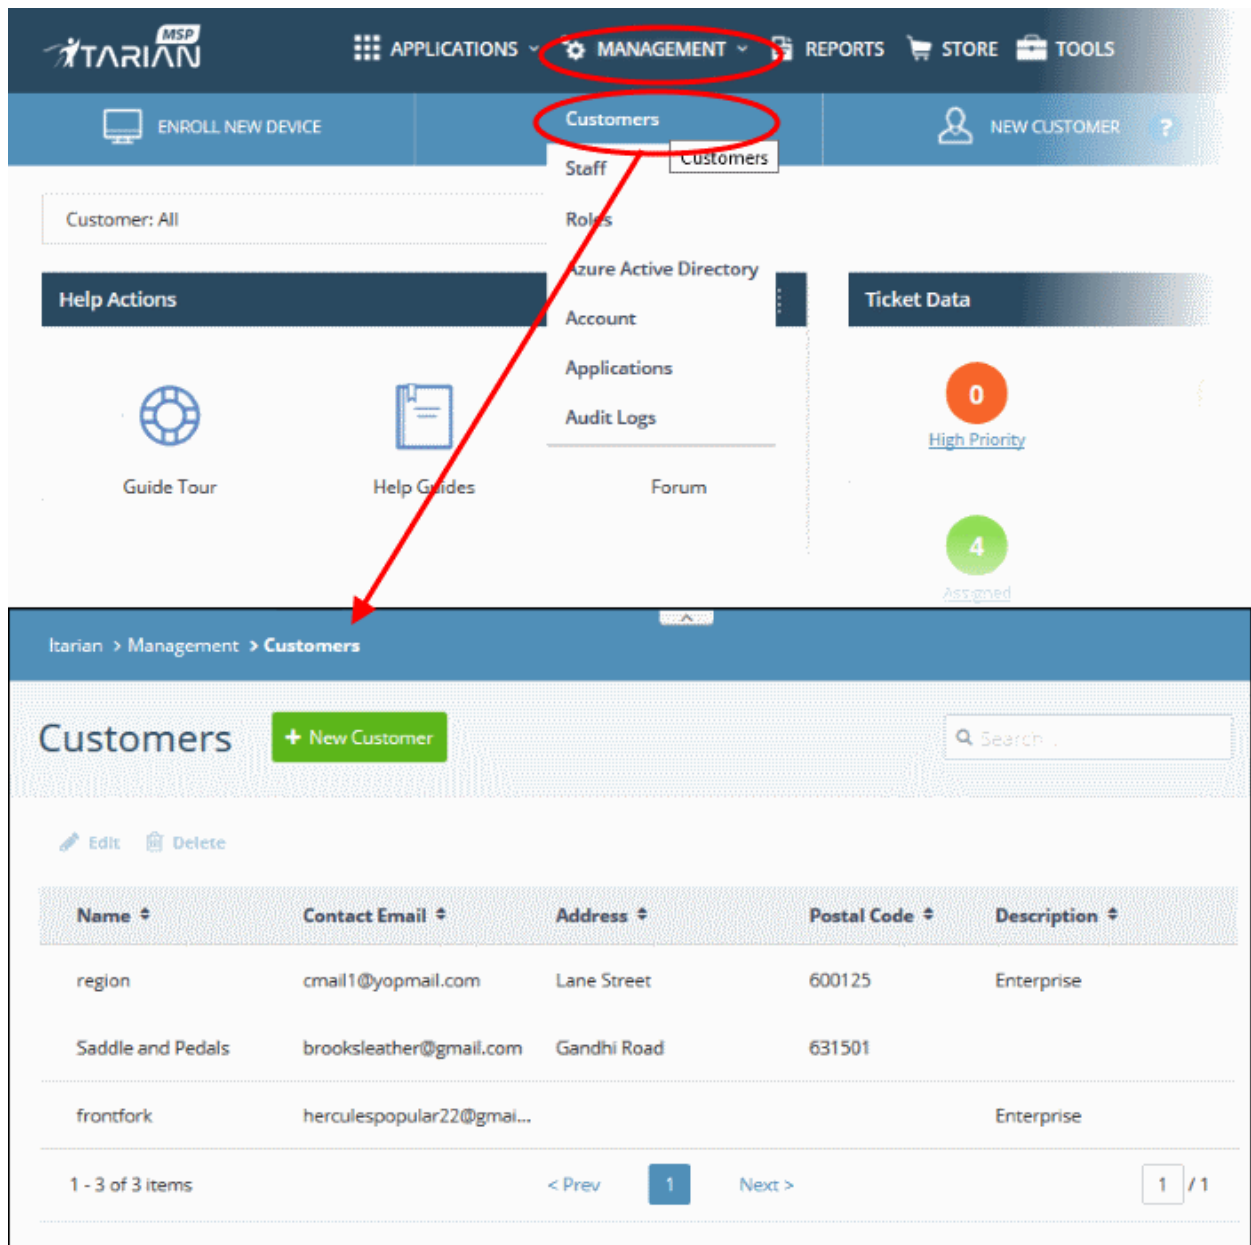 MSP
ITARIAN
APPLICATIONS MANAGEMENT REPORTS STORE TOOLS
ENROLL NEW DEVICE
Customers
NEW CUSTOMER ?
Customers
Staff
Customer: All
Roles
Azure Active Directory
Help Actions
Ticket Data
Account
Applications
0
Audit Logs
High Priority
Guide Tour
Help Guides
Forum
4
Assigned
Itarian > Management > Customers
Customers
+ New Customer
Search...
Edit Delete
Name Contact Email Address Postal Code Description
region cmail1@yopmail.com Lane Street 600125 Enterprise
Saddle and Pedals brooksleather@gmail.com Gandhi Road 631501
frontfork herculespopular22@gmai... Enterprise
1 - 3 of 3 items < Prev 1 Next > 1 / 1